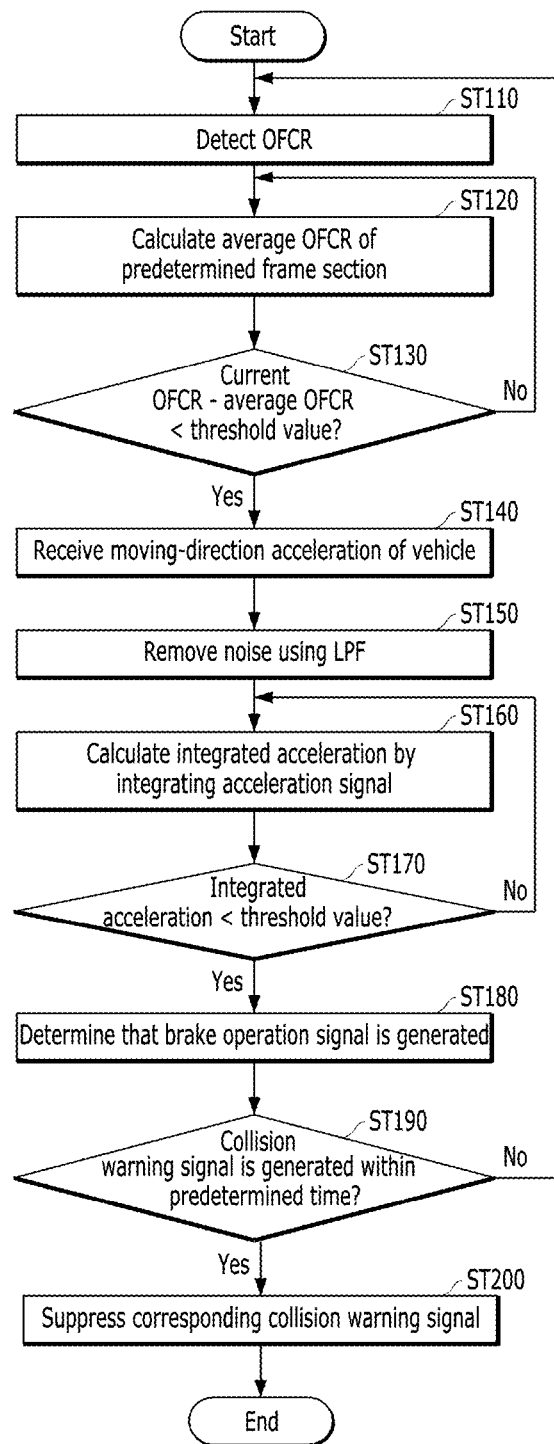 Start
ST110
Detect OFCR
ST120
Calculate average OFCR of
predetermined frame section
ST130
Current
OFCR - average OFCR
< threshold value?
No
Yes
ST140
Receive moving-direction acceleration of vehicle
ST150
Remove noise using LPF
ST160
Calculate integrated acceleration by
integrating acceleration signal
ST170
Integrated
acceleration < threshold value?
No
Yes
ST180
Determine that brake operation signal is generated
ST190
Collision
warning signal is generated within
predetermined time?
No
Yes
ST200
Suppress corresponding collision warning signal
End